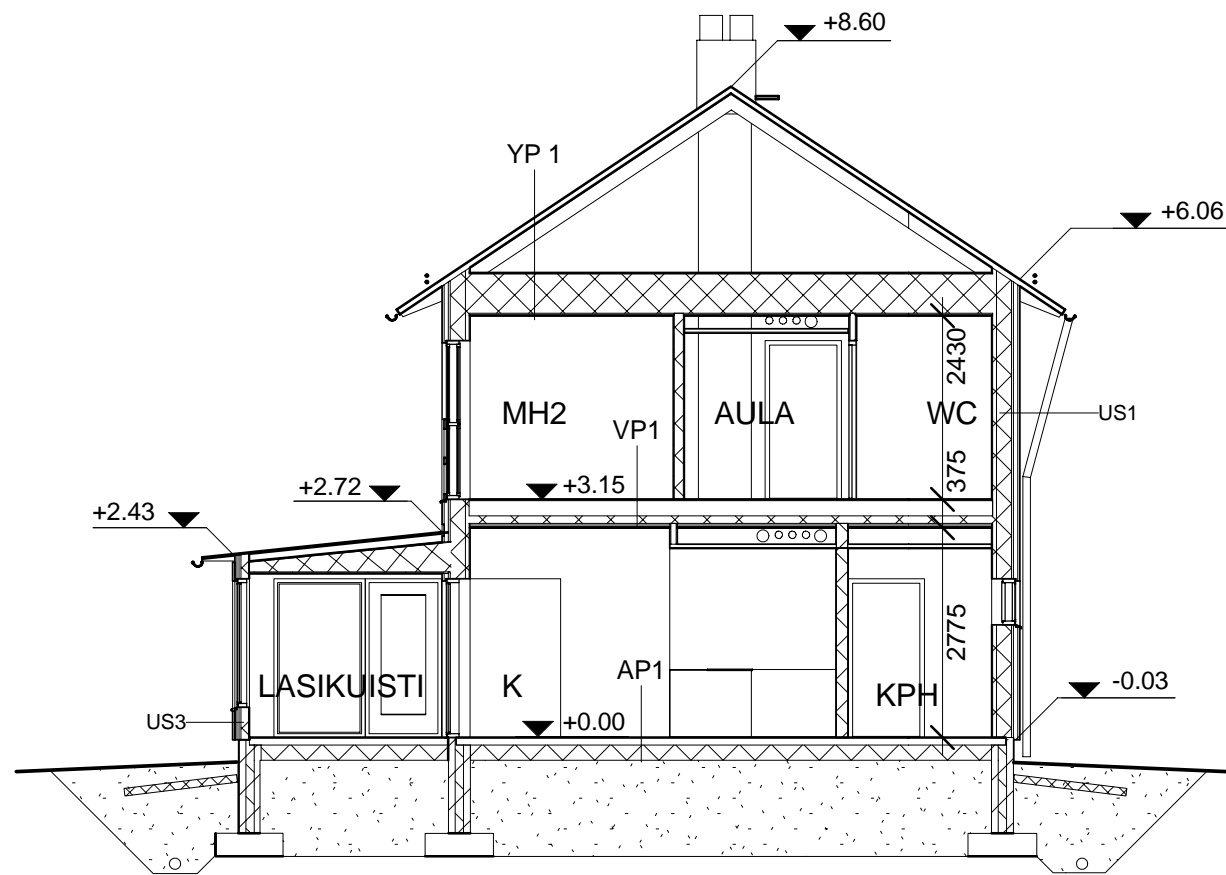 +8.60
YP 1
+6.06
2430
MH2
AULA
WC
US1
VP1
375
+3.15
+2.72
+2.43
2775
AP1
LASIKUISTI
K
KPH
-0.03
US3
+0.00